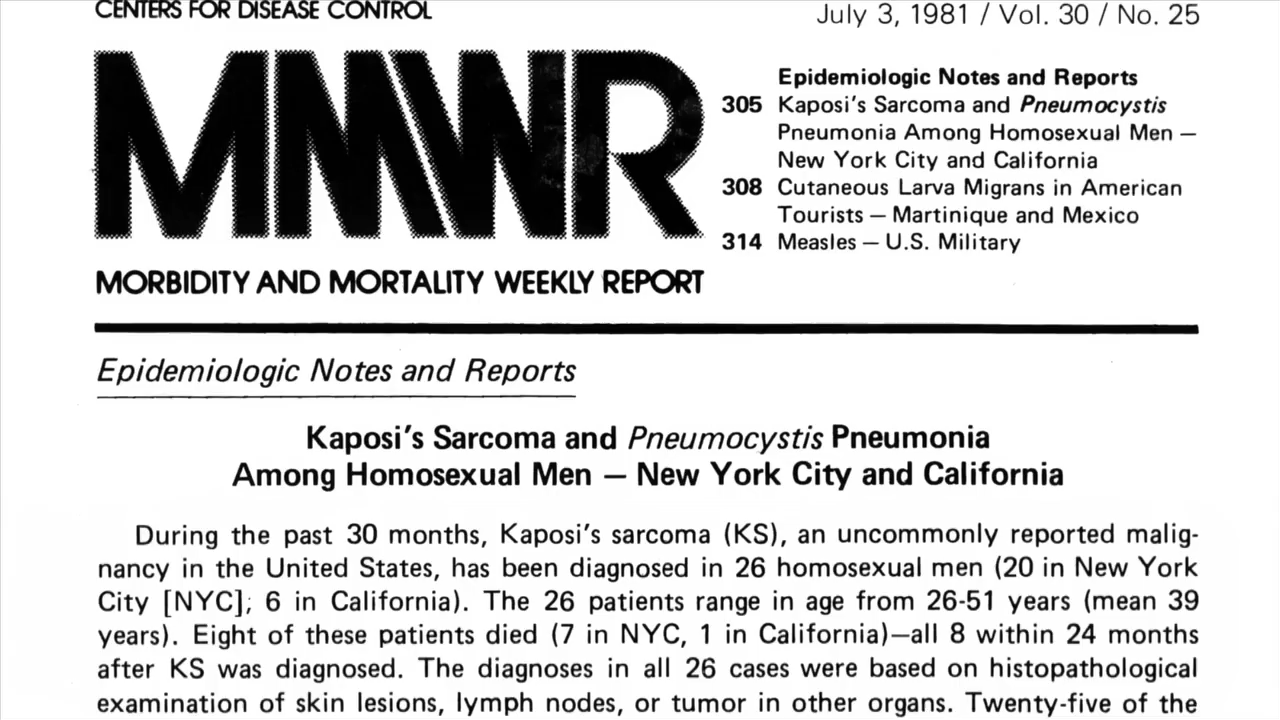 CENTERS FOR DISEASE CONTROL
July 3, 1981 / Vol. 30 / No. 25
MMWR
MORBIDITY AND MORTALITY WEEKLY REPORT
Epidemiologic Notes and Reports
305 Kaposi's Sarcoma and Pneumocystis
Pneumonia Among Homosexual Men —
New York City and California
308 Cutaneous Larva Migrans in American
Tourists — Martinique and Mexico
314 Measles — U.S. Military
Epidemiologic Notes and Reports
Kaposi's Sarcoma and Pneumocystis Pneumonia
Among Homosexual Men — New York City and California
During the past 30 months, Kaposi's sarcoma (KS), an uncommonly reported malig-
nancy in the United States, has been diagnosed in 26 homosexual men (20 in New York
City [NYC]; 6 in California). The 26 patients range in age from 26-51 years (mean 39
years). Eight of these patients died (7 in NYC, 1 in California)—all 8 within 24 months
after KS was diagnosed. The diagnoses in all 26 cases were based on histopathological
examination of skin lesions, lymph nodes, or tumor in other organs. Twenty-five of the